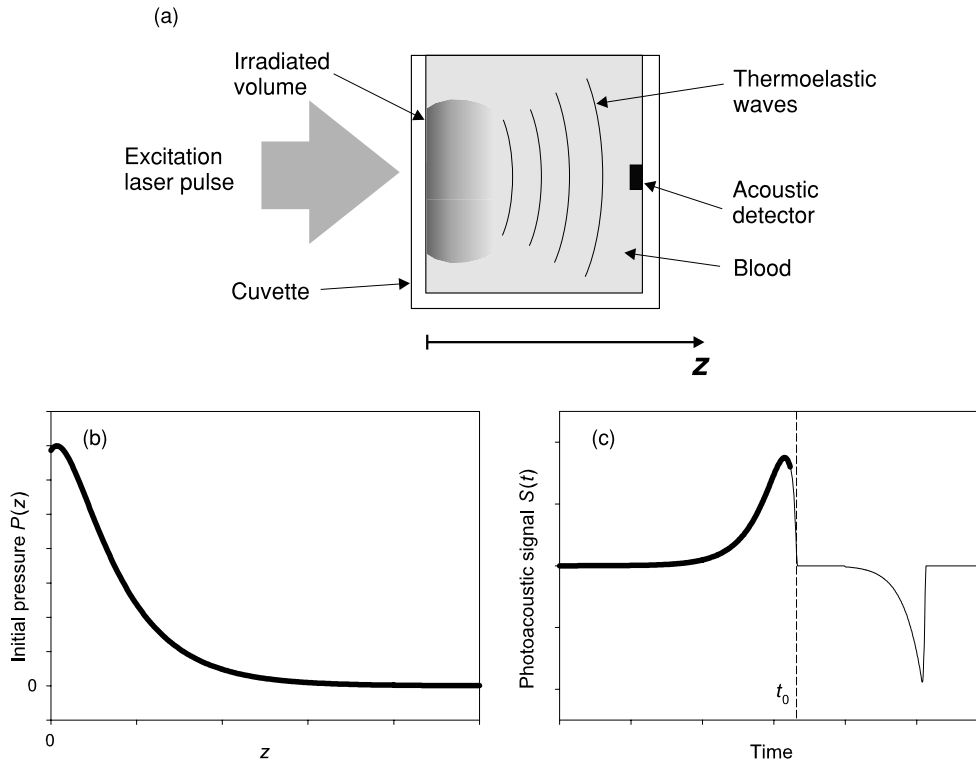 (a)
Irradiated
volume
Thermoelastic
waves
Excitation
laser pulse
Acoustic
detector
Blood
Cuvette
z
(b)
Initial pressure P(z)
0
0
z
(c)
Photoacoustic signal S(t)
t0
Time